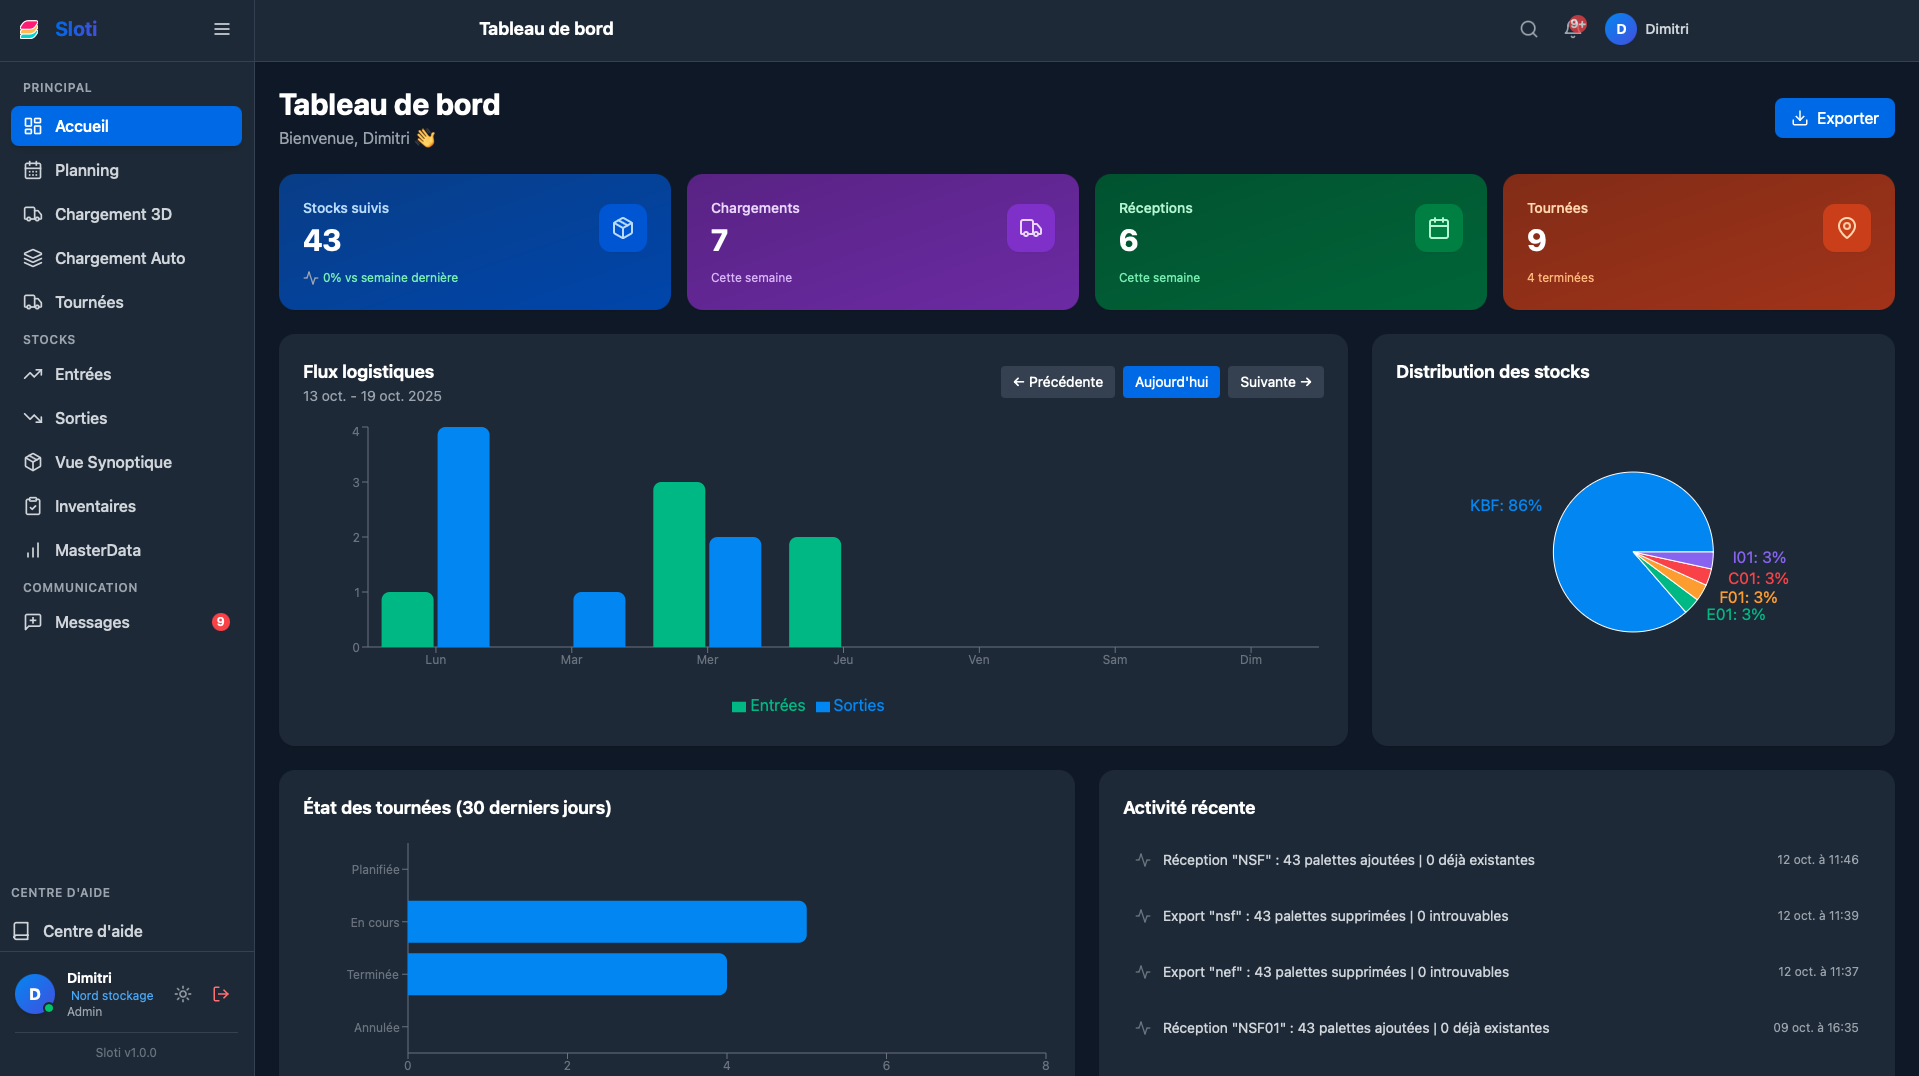 Sloti
PRINCIPAL
Accueil
Planning
Chargement 3D
Chargement Auto
Tournées
STOCKS
Entrées
Sorties
Vue Synoptique
Inventaires
MasterData
COMMUNICATION
Messages 9
CENTRE D'AIDE
Centre d'aide
D
Dimitri
Nord stockage
Admin
Sloti v1.0.0
Tableau de bord
9+
D Dimitri
Tableau de bord
Bienvenue, Dimitri 👋
Exporter
Stocks suivis
43
0% vs semaine dernière
Chargements
7
Cette semaine
Réceptions
6
Cette semaine
Tournées
9
4 terminées
Flux logistiques
13 oct. - 19 oct. 2025
← Précédente Aujourd'hui Suivante →
4
3
2
1
0
Lun Mar Mer Jeu Ven Sam Dim
Entrées Sorties
Distribution des stocks
KBF: 86%
I01: 3%
C01: 3%
F01: 3%
E01: 3%
État des tournées (30 derniers jours)
Planifiée
En cours
Terminée
Annulée
0 2 4 6 8
Activité récente
Réception "NSF" : 43 palettes ajoutées | 0 déjà existantes 12 oct. à 11:46
Export "nsf" : 43 palettes supprimées | 0 introuvables 12 oct. à 11:39
Export "nef" : 43 palettes supprimées | 0 introuvables 12 oct. à 11:37
Réception "NSF01" : 43 palettes ajoutées | 0 déjà existantes 09 oct. à 16:35